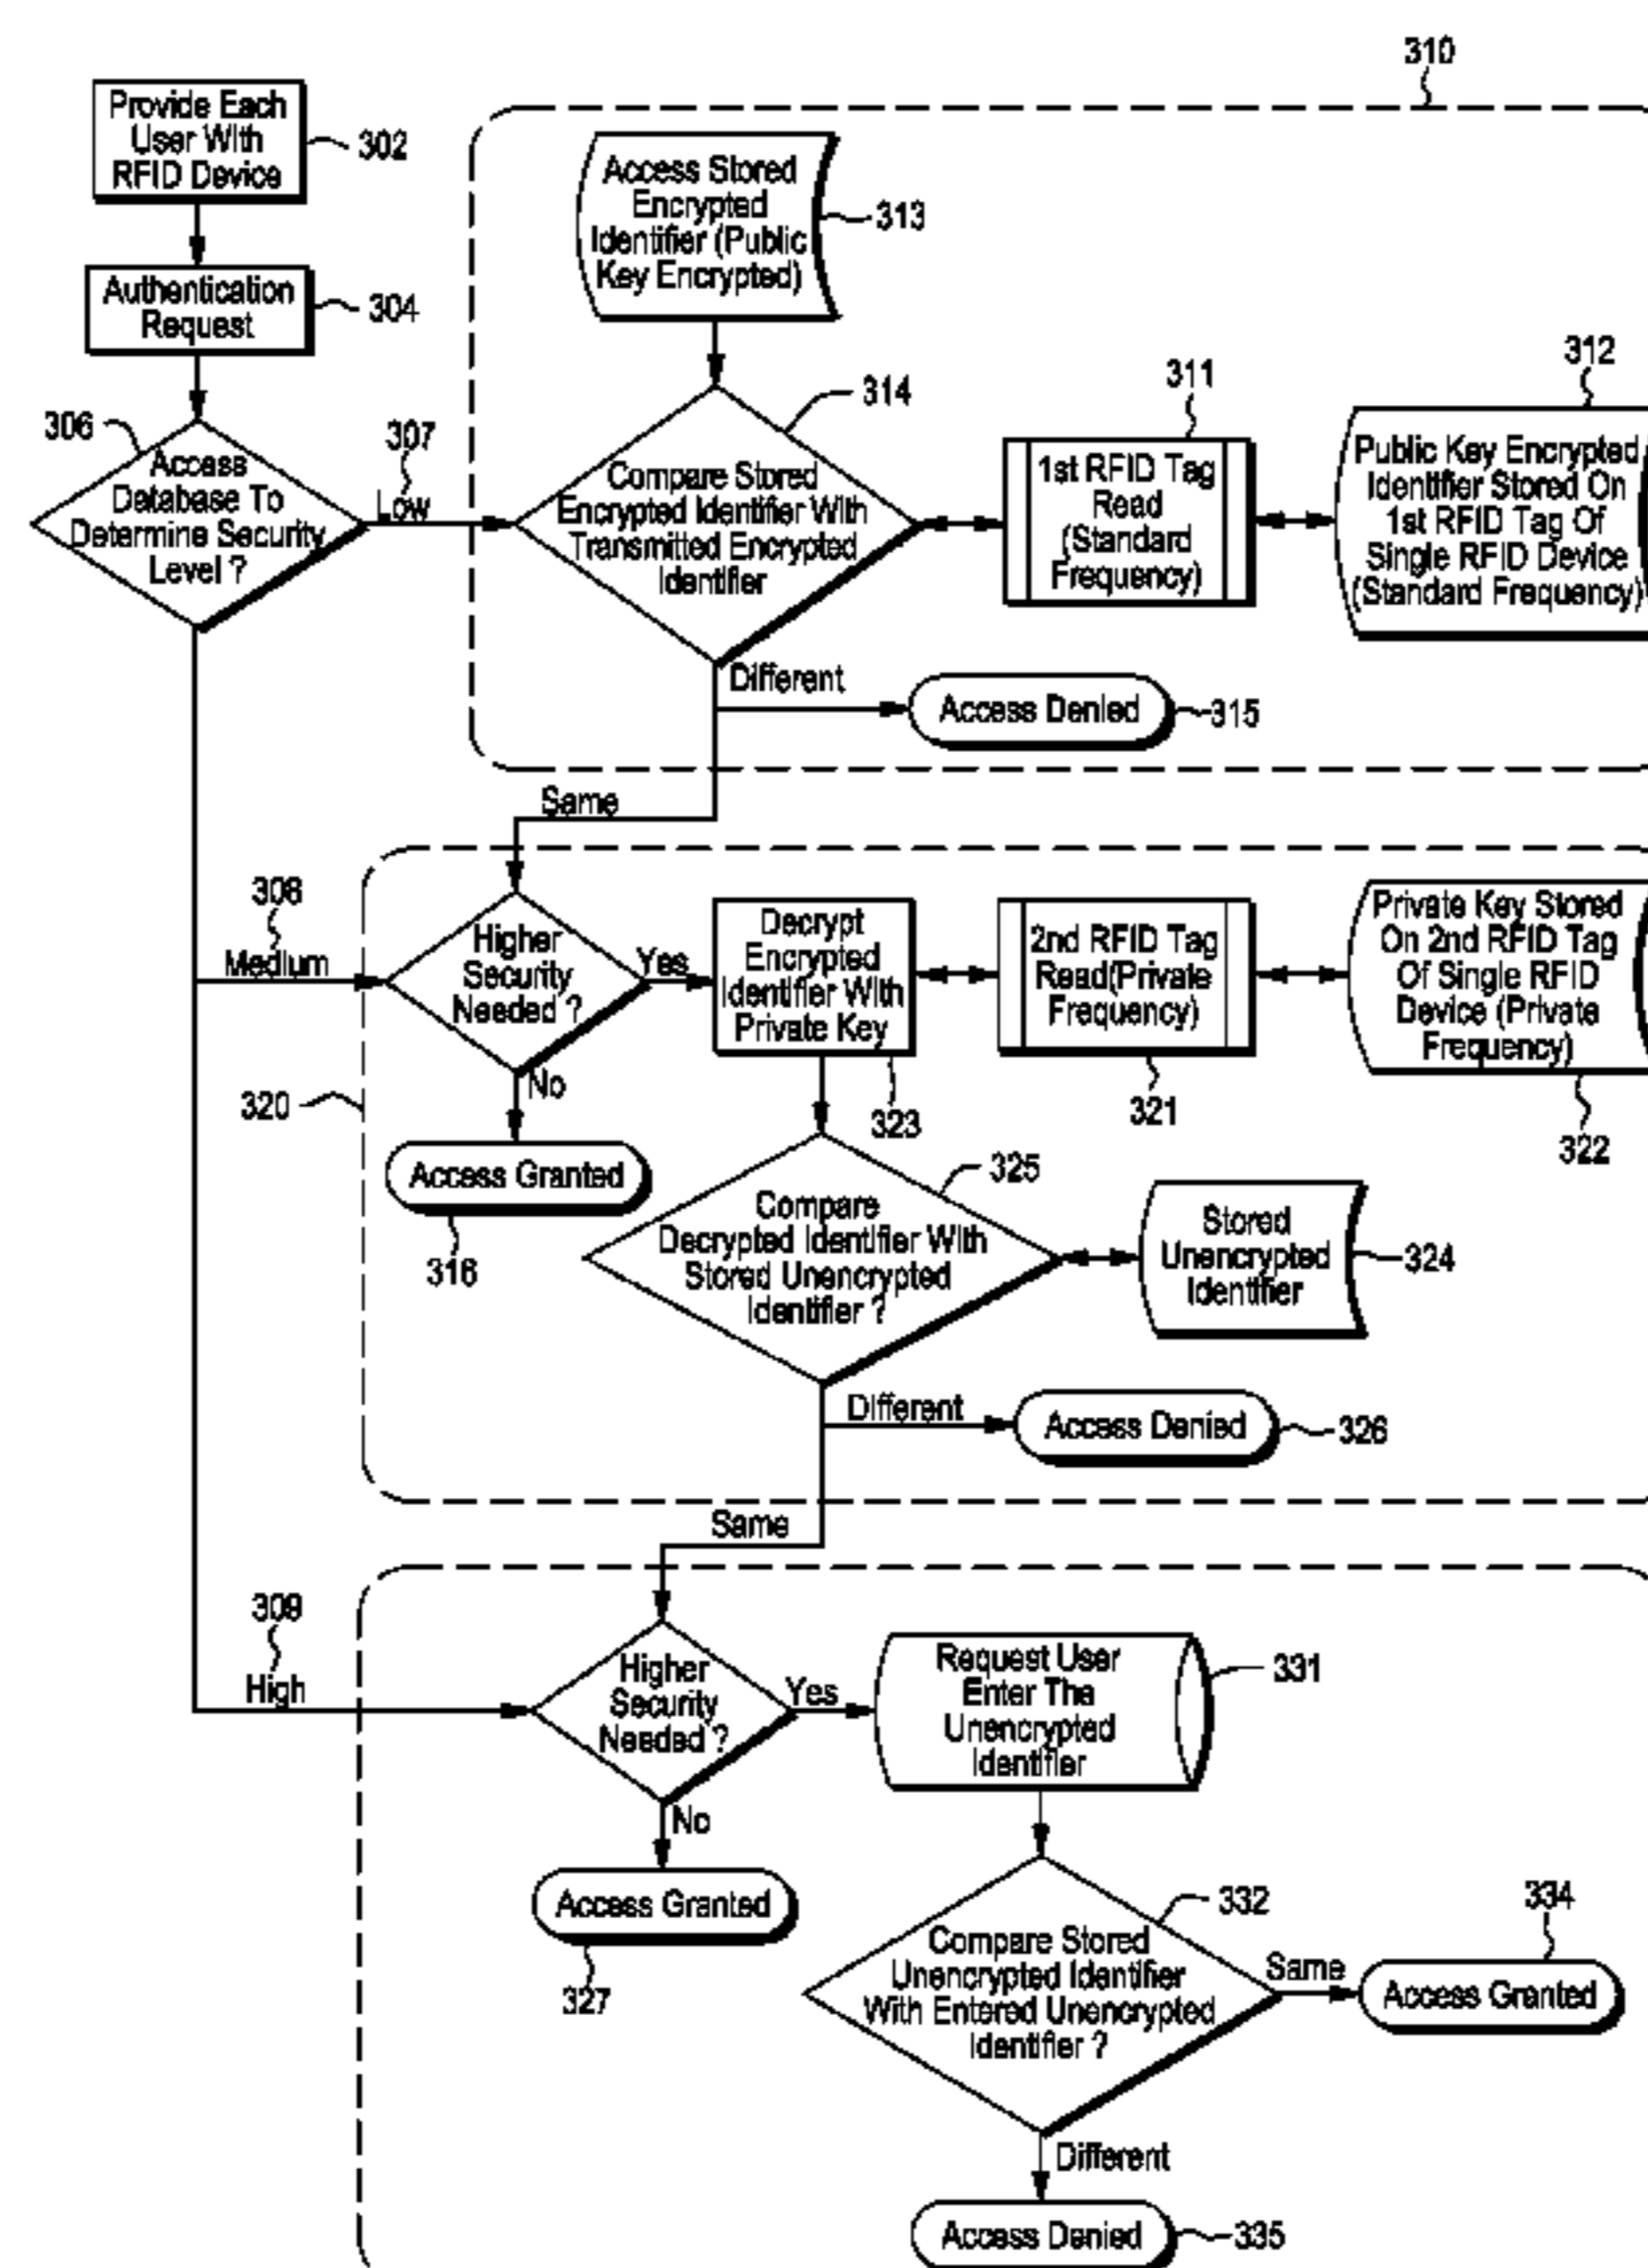 310
Provide Each
User With
RFID Device
302
Authentication
Request
304
306
Access
Database To
Determine Security
Level ?
307
Low
Access Stored
Encrypted
Identifier (Public
Key Encrypted)
313
314
Compare Stored
Encrypted Identifier With
Transmitted Encrypted
Identifier
311
1st RFID Tag
Read
(Standard
Frequency)
312
Public Key Encrypted
Identifier Stored On
1st RFID Tag Of
Single RFID Device
(Standard Frequency)
Different
Access Denied
315
Same
308
Medium
Higher
Security
Needed ?
Yes
Decrypt
Encrypted
Identifier With
Private Key
323
2nd RFID Tag
Read(Private
Frequency)
321
Private Key Stored
On 2nd RFID Tag
Of Single RFID
Device (Private
Frequency)
322
320
No
Access Granted
316
325
Compare
Decrypted Identifier With
Stored Unencrypted
Identifier ?
Stored
Unencrypted
Identifier
324
Different
Access Denied
326
Same
309
High
Higher
Security
Needed ?
Yes
Request User
Enter The
Unencrypted
Identifier
331
No
Access Granted
327
332
Compare Stored
Unencrypted Identifier
With Entered Unencrypted
Identifier ?
Same
334
Access Granted
Different
Access Denied
335